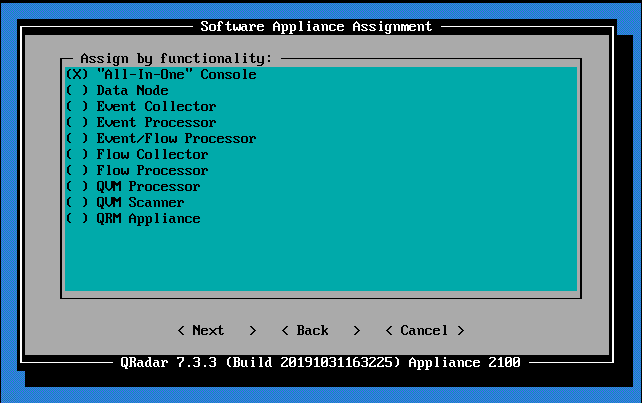 Software Appliance Assignment
Assign by functionality:
(X) "All-In-One" Console
( ) Data Node
( ) Event Collector
( ) Event Processor
( ) Event/Flow Processor
( ) Flow Collector
( ) Flow Processor
( ) QVM Processor
( ) QVM Scanner
( ) QRM Appliance
< Next > < Back > < Cancel >
QRadar 7.3.3 (Build 20191031163225) Appliance 2100